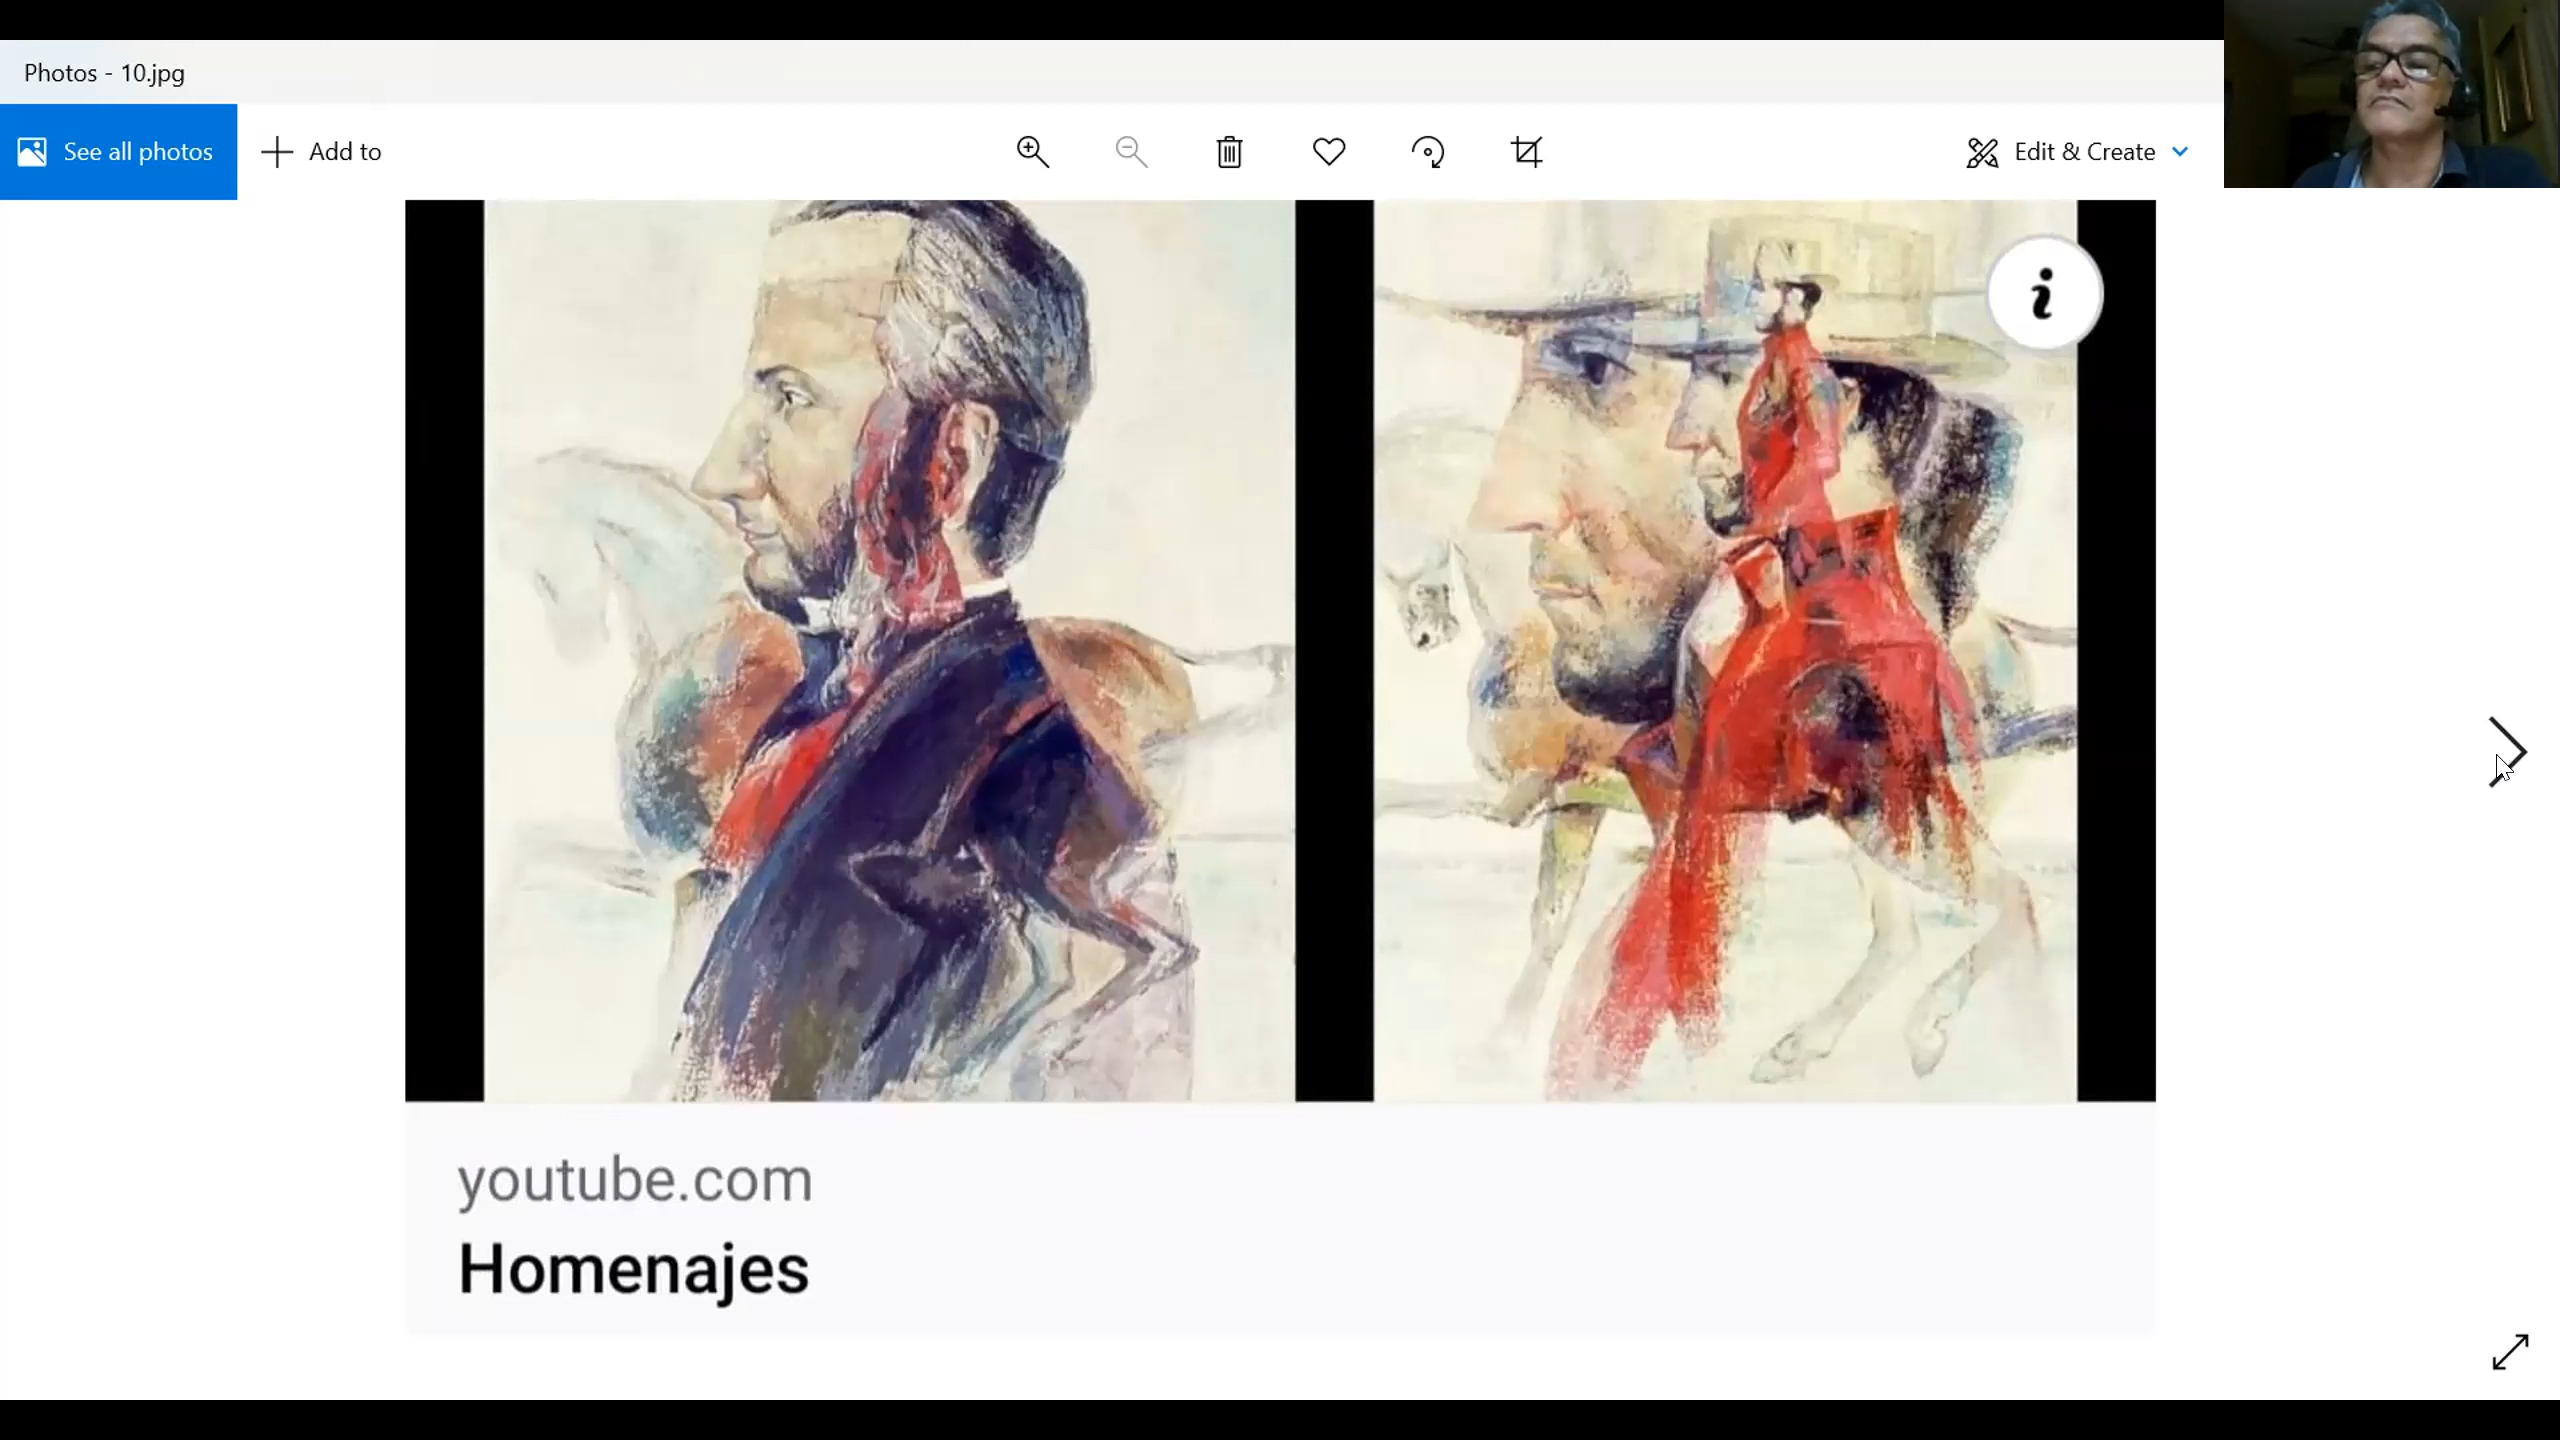 Photos - 10.jpg
See all photos
Add to
Edit & Create
i
youtube.com
Homenajes